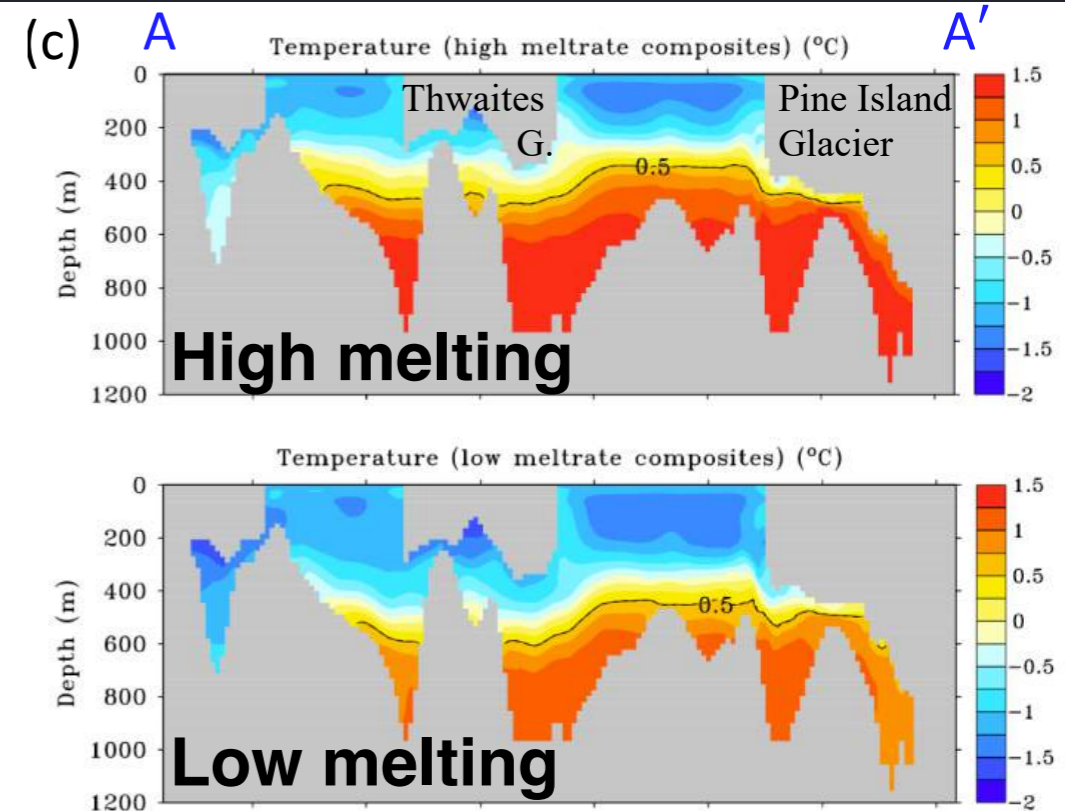 (c)
A
A′
Temperature (high meltrate composites) (°C)
0
200
400
600
800
1000
1200
Depth (m)
Thwaites
G.
Pine Island
Glacier
0.5
High melting
1.5
1
0.5
0
−0.5
−1
−1.5
−2
Temperature (low meltrate composites) (°C)
0
200
400
600
800
1000
1200
Depth (m)
0.5
Low melting
1.5
1
0.5
0
−0.5
−1
−1.5
−2